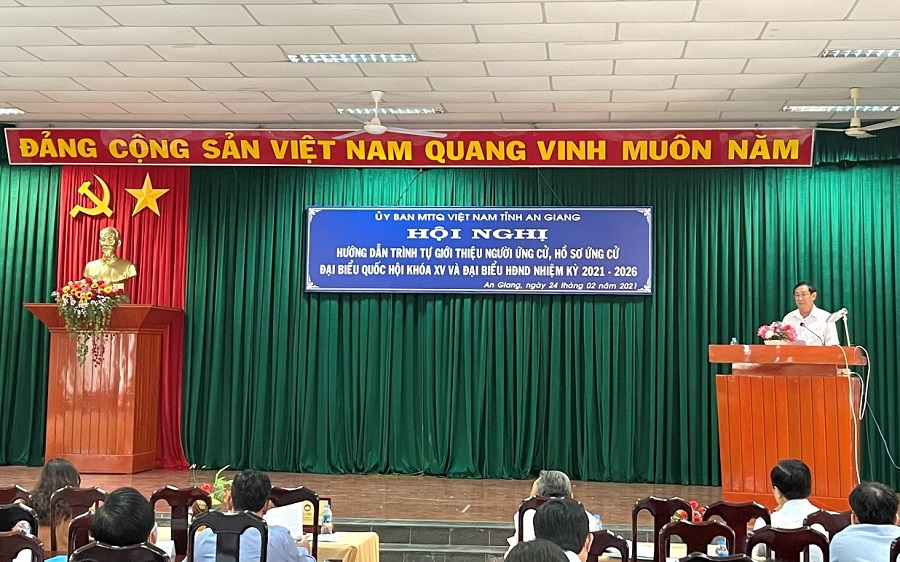 ĐẢNG CỘNG SẢN VIỆT NAM QUANG VINH MUÔN NĂM
ỦY BAN MTTQ VIỆT NAM TỈNH AN GIANG
HỘI NGHỊ
HƯỚNG DẪN TRÌNH TỰ GIỚI THIỆU NGƯỜI ỨNG CỬ, HỒ SƠ ỨNG CỬ
ĐẠI BIỂU QUỐC HỘI KHÓA XV VÀ ĐẠI BIỂU HĐND NHIỆM KỲ 2021 - 2026
An Giang, ngày 24 tháng 02 năm 2021